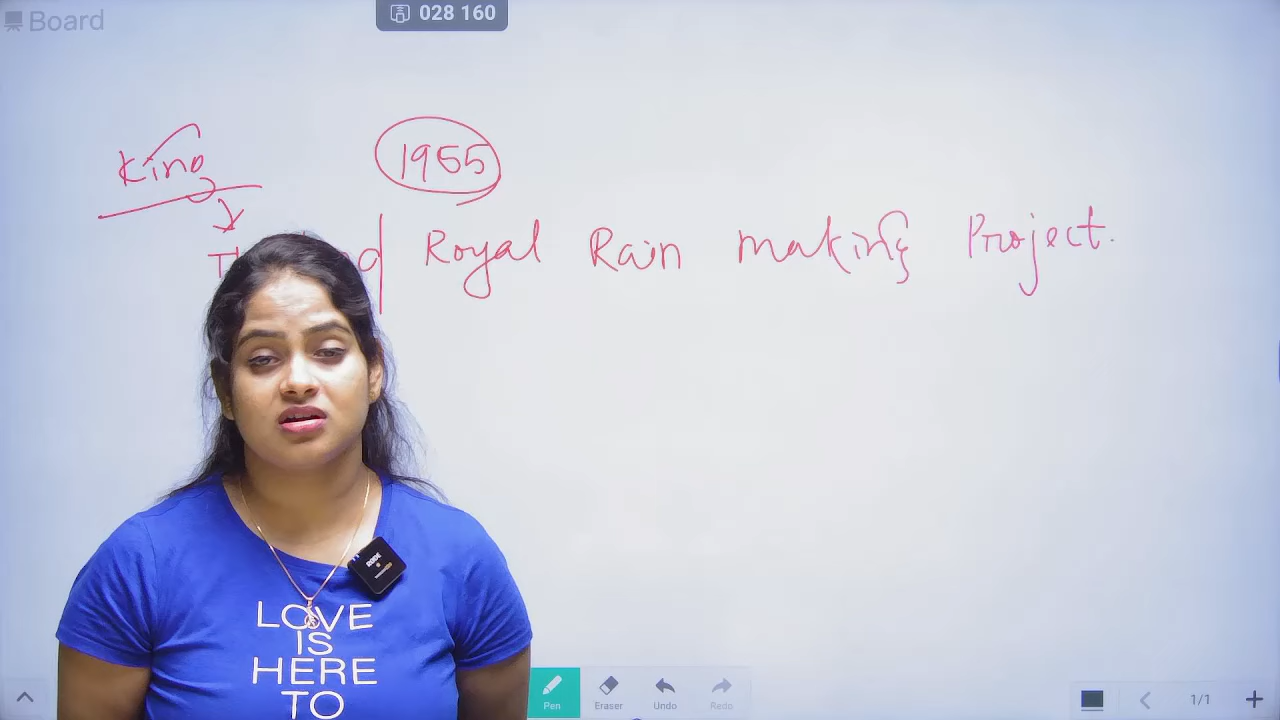 Board
028 160
King
1955
Royal Rain making Project.
RODE
LOVE
IS
HERE
TO
Pen
Eraser
Undo
Redo
1/1